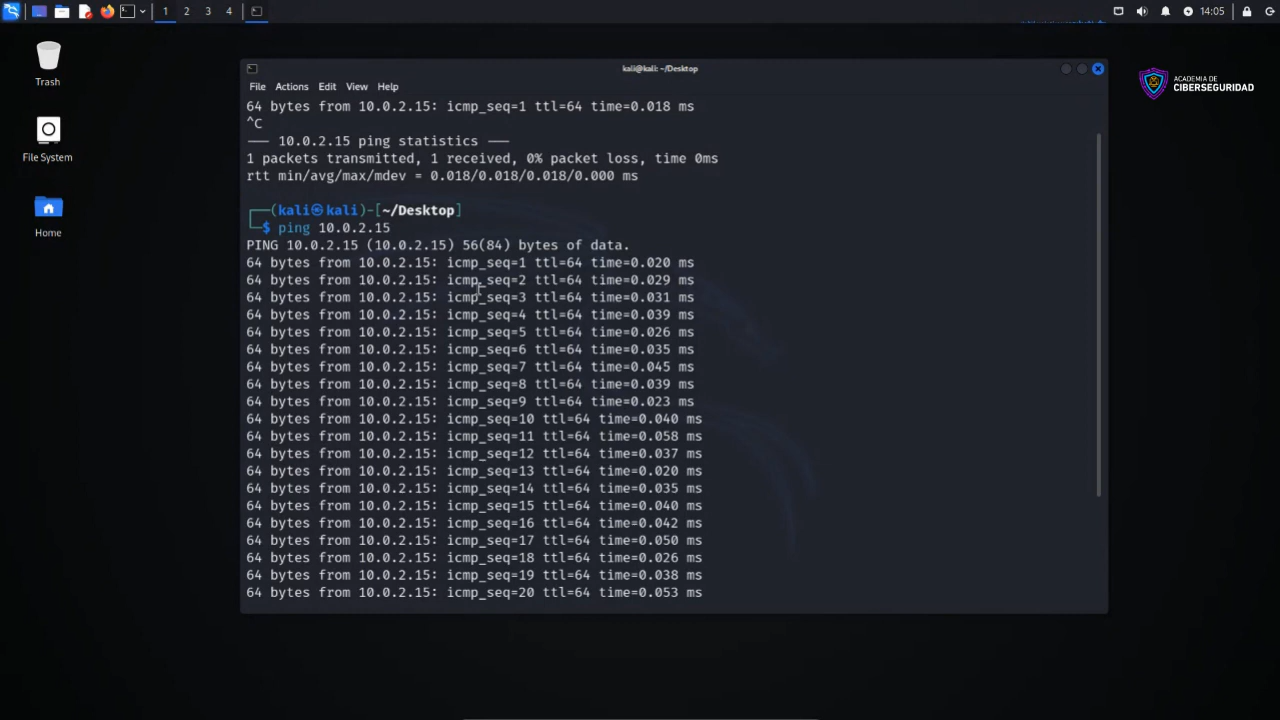 1
2
3
4
14:05
Trash
File System
Home
ACADEMIA DE
CIBERSEGURIDAD
kali@kali: ~/Desktop
File Actions Edit View Help
64 bytes from 10.0.2.15: icmp_seq=1 ttl=64 time=0.018 ms
^C
--- 10.0.2.15 ping statistics ---
1 packets transmitted, 1 received, 0% packet loss, time 0ms
rtt min/avg/max/mdev = 0.018/0.018/0.018/0.000 ms
┌──(kali㉿kali)-[~/Desktop]
└─$ ping 10.0.2.15
PING 10.0.2.15 (10.0.2.15) 56(84) bytes of data.
64 bytes from 10.0.2.15: icmp_seq=1 ttl=64 time=0.020 ms
64 bytes from 10.0.2.15: icmp_seq=2 ttl=64 time=0.029 ms
64 bytes from 10.0.2.15: icmp_seq=3 ttl=64 time=0.031 ms
64 bytes from 10.0.2.15: icmp_seq=4 ttl=64 time=0.039 ms
64 bytes from 10.0.2.15: icmp_seq=5 ttl=64 time=0.026 ms
64 bytes from 10.0.2.15: icmp_seq=6 ttl=64 time=0.035 ms
64 bytes from 10.0.2.15: icmp_seq=7 ttl=64 time=0.045 ms
64 bytes from 10.0.2.15: icmp_seq=8 ttl=64 time=0.039 ms
64 bytes from 10.0.2.15: icmp_seq=9 ttl=64 time=0.023 ms
64 bytes from 10.0.2.15: icmp_seq=10 ttl=64 time=0.040 ms
64 bytes from 10.0.2.15: icmp_seq=11 ttl=64 time=0.058 ms
64 bytes from 10.0.2.15: icmp_seq=12 ttl=64 time=0.037 ms
64 bytes from 10.0.2.15: icmp_seq=13 ttl=64 time=0.020 ms
64 bytes from 10.0.2.15: icmp_seq=14 ttl=64 time=0.035 ms
64 bytes from 10.0.2.15: icmp_seq=15 ttl=64 time=0.040 ms
64 bytes from 10.0.2.15: icmp_seq=16 ttl=64 time=0.042 ms
64 bytes from 10.0.2.15: icmp_seq=17 ttl=64 time=0.050 ms
64 bytes from 10.0.2.15: icmp_seq=18 ttl=64 time=0.026 ms
64 bytes from 10.0.2.15: icmp_seq=19 ttl=64 time=0.038 ms
64 bytes from 10.0.2.15: icmp_seq=20 ttl=64 time=0.053 ms